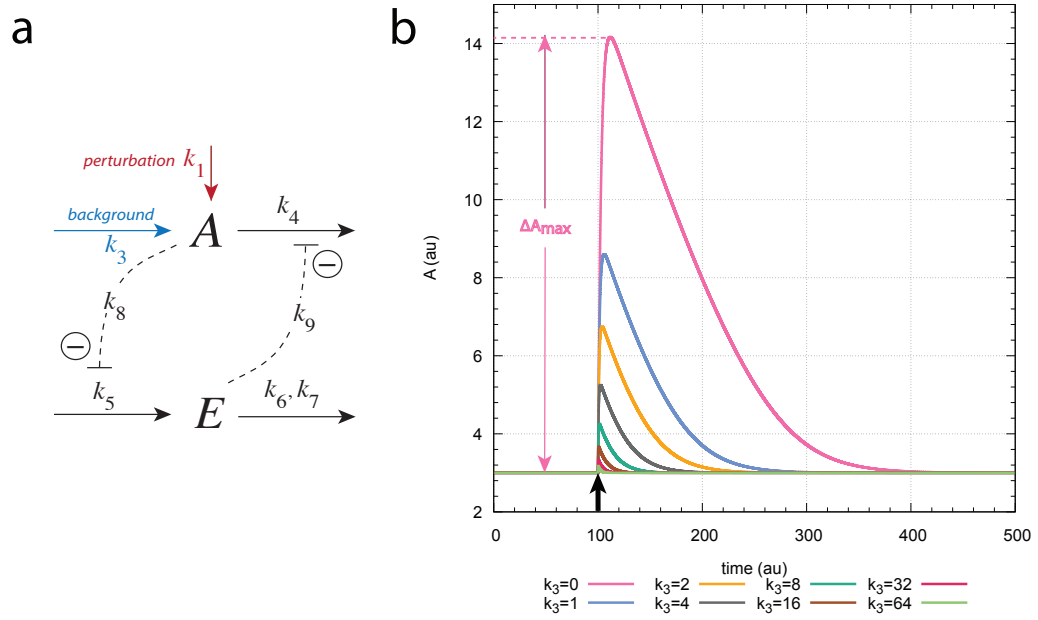 a
perturbation k1
background
k3
A
k4
−
k8
k9
−
k5
E
k6, k7
b
14
12
10
8
6
4
2
A (au)
ΔAmax
0
100
200
300
400
500
time (au)
k3=0
k3=2
k3=8
k3=32
k3=1
k3=4
k3=16
k3=64